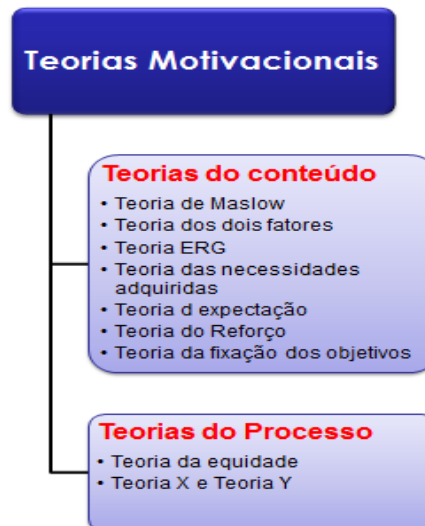 Teorias Motivacionais
Teorias do conteúdo
• Teoria de Maslow
• Teoria dos dois fatores
• Teoria ERG
• Teoria das necessidades
adquiridas
• Teoria d expectação
• Teoria do Reforço
• Teoria da fixação dos objetivos
Teorias do Processo
• Teoria da equidade
• Teoria X e Teoria Y